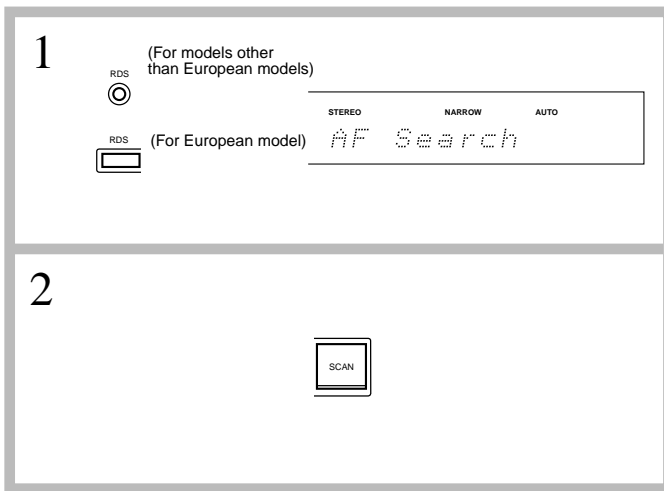 1
RDS
(For models other
than European models)
STEREO NARROW AUTO
RDS
(For European model)
AF Search
2
SCAN